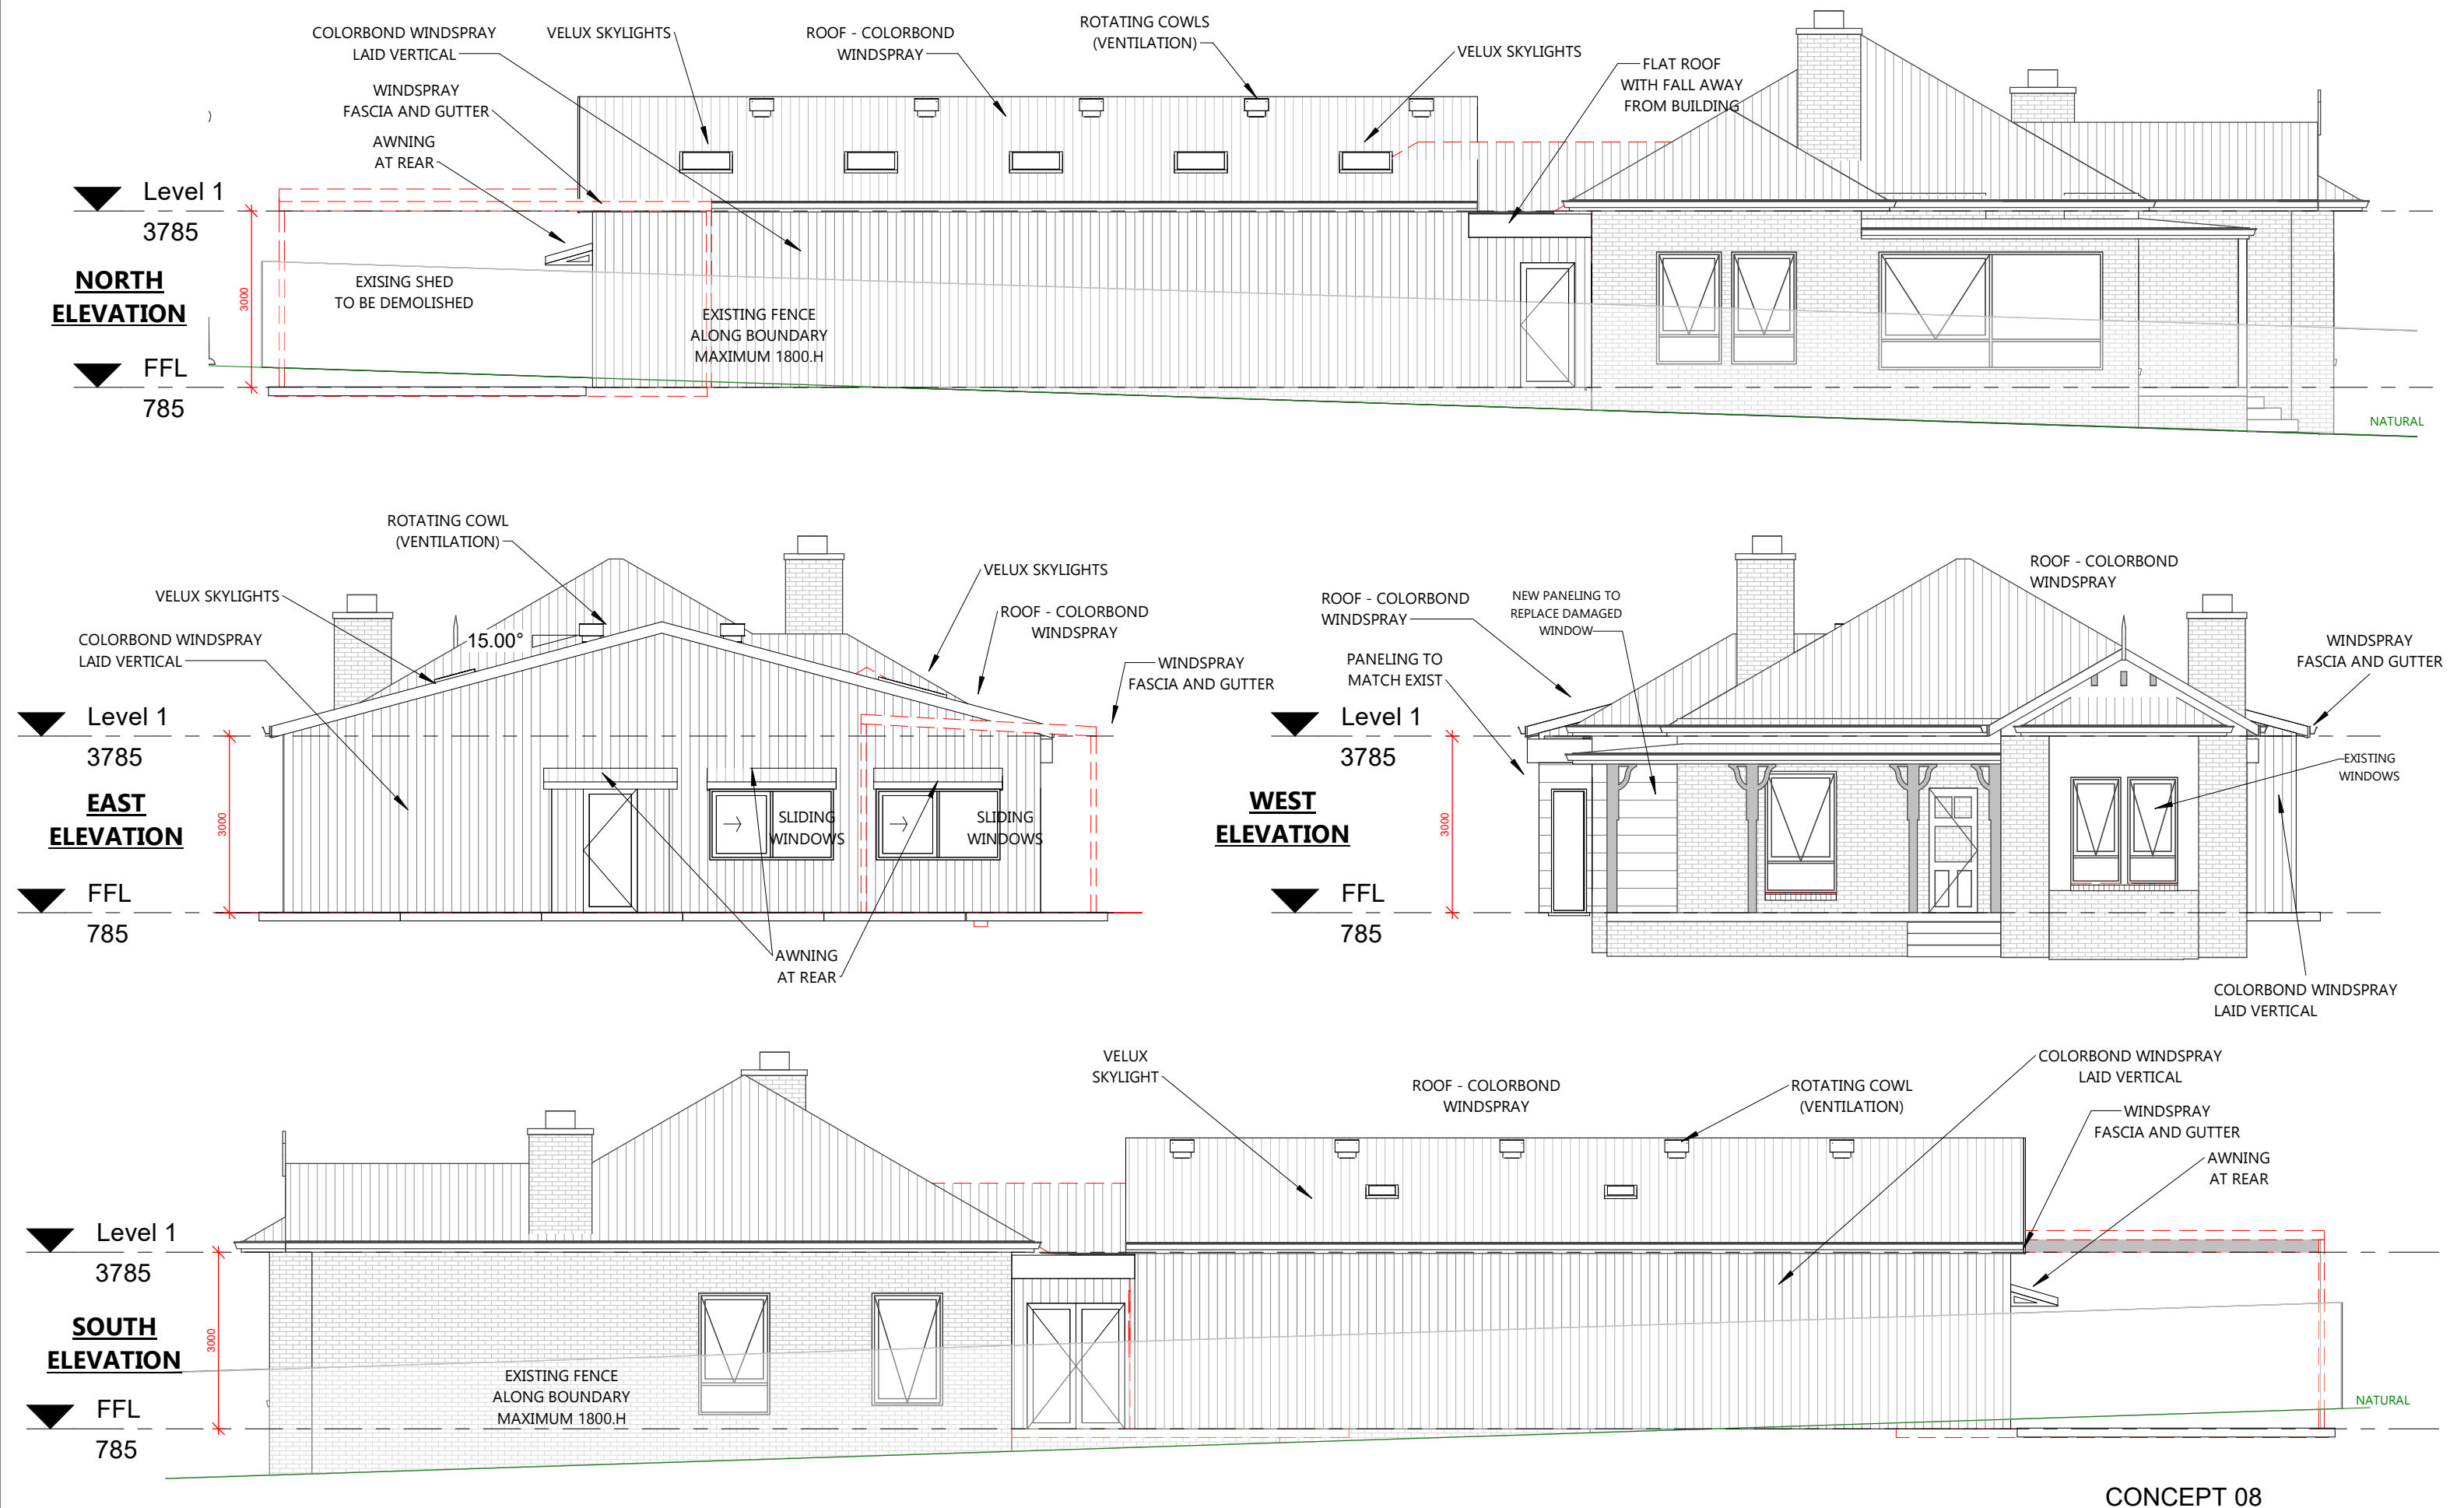 COLORBOND WINDSPRAY
LAID VERTICAL
VELUX SKYLIGHTS
ROOF - COLORBOND
WINDSPRAY
ROTATING COWLS
(VENTILATION)
VELUX SKYLIGHTS
FLAT ROOF
WITH FALL AWAY
FROM BUILDING
WINDSPRAY
FASCIA AND GUTTER
AWNING
AT REAR
Level 1
3785
NORTH
ELEVATION
3000
EXISING SHED
TO BE DEMOLISHED
EXISTING FENCE
ALONG BOUNDARY
MAXIMUM 1800.H
FFL
785
NATURAL
ROTATING COWL
(VENTILATION)
VELUX SKYLIGHTS
COLORBOND WINDSPRAY
LAID VERTICAL
15.00°
VELUX SKYLIGHTS
ROOF - COLORBOND
WINDSPRAY
WINDSPRAY
FASCIA AND GUTTER
Level 1
3785
EAST
ELEVATION
3000
SLIDING
WINDOWS
SLIDING
WINDOWS
FFL
785
AWNING
AT REAR
ROOF - COLORBOND
WINDSPRAY
ROOF - COLORBOND
WINDSPRAY
NEW PANELING TO
REPLACE DAMAGED
WINDOW
PANELING TO
MATCH EXIST
WINDSPRAY
FASCIA AND GUTTER
Level 1
3785
EXISTING
WINDOWS
WEST
ELEVATION
3000
FFL
785
COLORBOND WINDSPRAY
LAID VERTICAL
VELUX
SKYLIGHT
ROOF - COLORBOND
WINDSPRAY
ROTATING COWL
(VENTILATION)
COLORBOND WINDSPRAY
LAID VERTICAL
WINDSPRAY
FASCIA AND GUTTER
AWNING
AT REAR
Level 1
3785
SOUTH
ELEVATION
3000
EXISTING FENCE
ALONG BOUNDARY
MAXIMUM 1800.H
FFL
785
NATURAL
CONCEPT 08